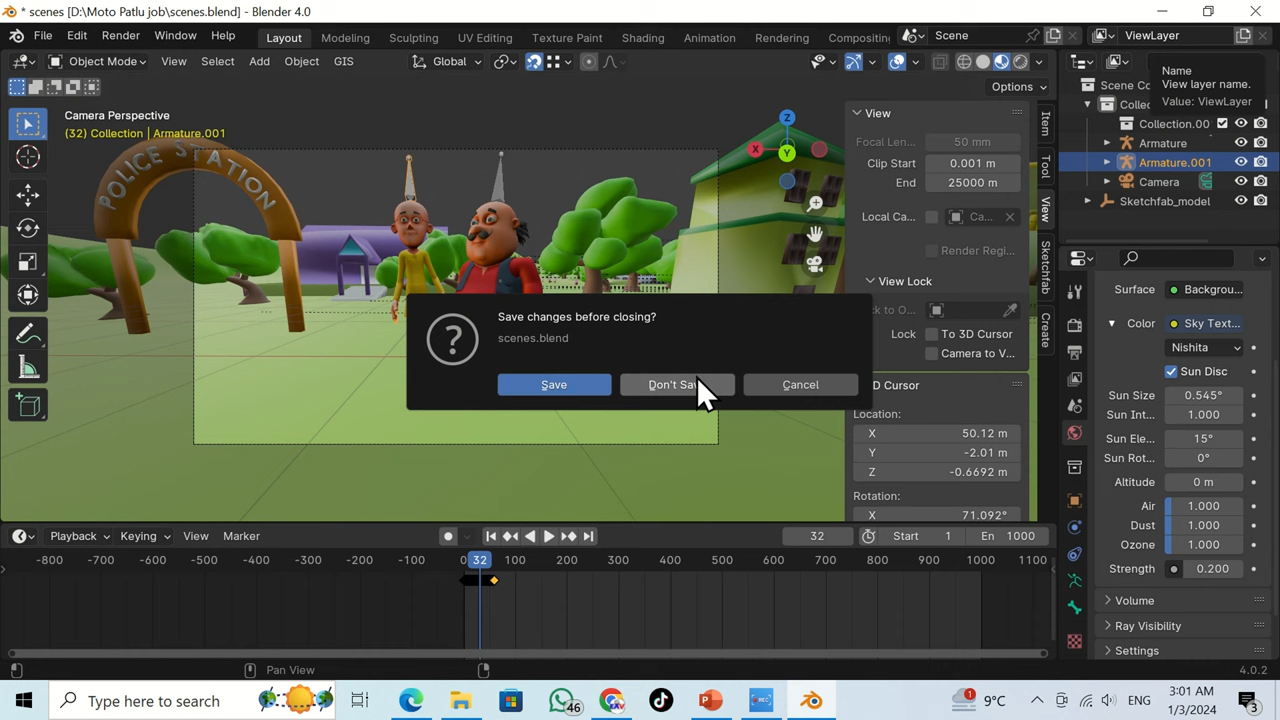 * scenes [D:\Moto Patlu job\scenes.blend] - Blender 4.0
File Edit Render Window Help Layout Modeling Sculpting UV Editing Texture Paint Shading Animation Rendering Compositing Scene ViewLayer
Object Mode View Select Add Object GIS Global
Options
Camera Perspective
(32) Collection | Armature.001
POLICE STATION
Z
X
Y
View
Focal Len... 50 mm
Clip Start 0.001 m
End 25000 m
Local Ca... Ca...
Render Regi...
View Lock
Lock to O...
Lock To 3D Cursor
Camera to V...
3D Cursor
Location:
X 50.12 m
Y -2.01 m
Z -0.6692 m
Rotation:
X 71.092°
Item
Tool
View
Sketchfab
Create
Save changes before closing?
scenes.blend
Save Don't Sav Cancel
Name
View layer name.
Value: ViewLayer
Scene Co
Collec
Collection.00
Armature
Armature.001
Camera
Sketchfab_model
Surface Backgrou...
Color Sky Text...
Nishita
Sun Disc
Sun Size 0.545°
Sun Int... 1.000
Sun Ele... 15°
Sun Rot... 0°
Altitude 0 m
Air 1.000
Dust 1.000
Ozone 1.000
Strength 0.200
Volume
Ray Visibility
Settings
Playback Keying View Marker 32 Start 1 En 1000
-800 -700 -600 -500 -400 -300 -200 -100 0 32 100 200 300 400 500 600 700 800 900 1000 1100
Pan View
4.0.2
Type here to search
46
9°C
ENG
3:01 AM
1/3/2024
3